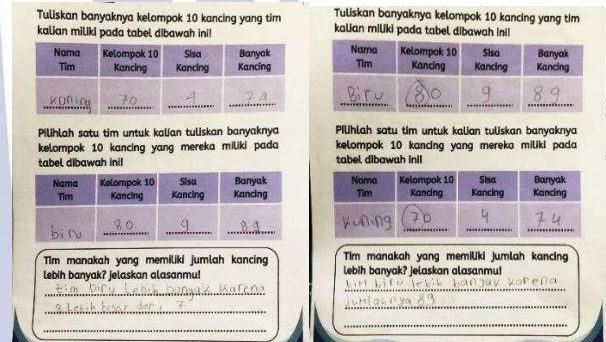 Tuliskan banyaknya kelompok 10 kancing yang tim
kalian miliki pada tabel dibawah ini!
Nama Tim Kelompok 10 Kancing Sisa Kancing Banyak Kancing
kuning 70 4 74
Pilihlah satu tim untuk kalian tuliskan banyaknya
kelompok 10 kancing yang mereka miliki pada
tabel dibawah ini!
Nama Tim Kelompok 10 Kancing Sisa Kancing Banyak Kancing
biru 80 9 89
Tim manakah yang memiliki jumlah kancing
lebih banyak? jelaskan alasanmu!
tim biru lebih bangak karena
8 lebih besar dari 7
Tuliskan banyaknya kelompok 10 kancing yang tim
kalian miliki pada tabel dibawah ini!
Nama Tim Kelompok 10 Kancing Sisa Kancing Banyak Kancing
Biru 80 9 89
Pilihlah satu tim untuk kalian tuliskan banyaknya
kelompok 10 kancing yang mereka miliki pada
tabel dibawah ini!
Nama Tim Kelompok 10 Kancing Sisa Kancing Banyak Kancing
kuning 70 4 74
Tim manakah yang memiliki jumlah kancing
lebih banyak? jelaskan alasanmu!
tim biru lebih banyak karena
jumlahnya 89